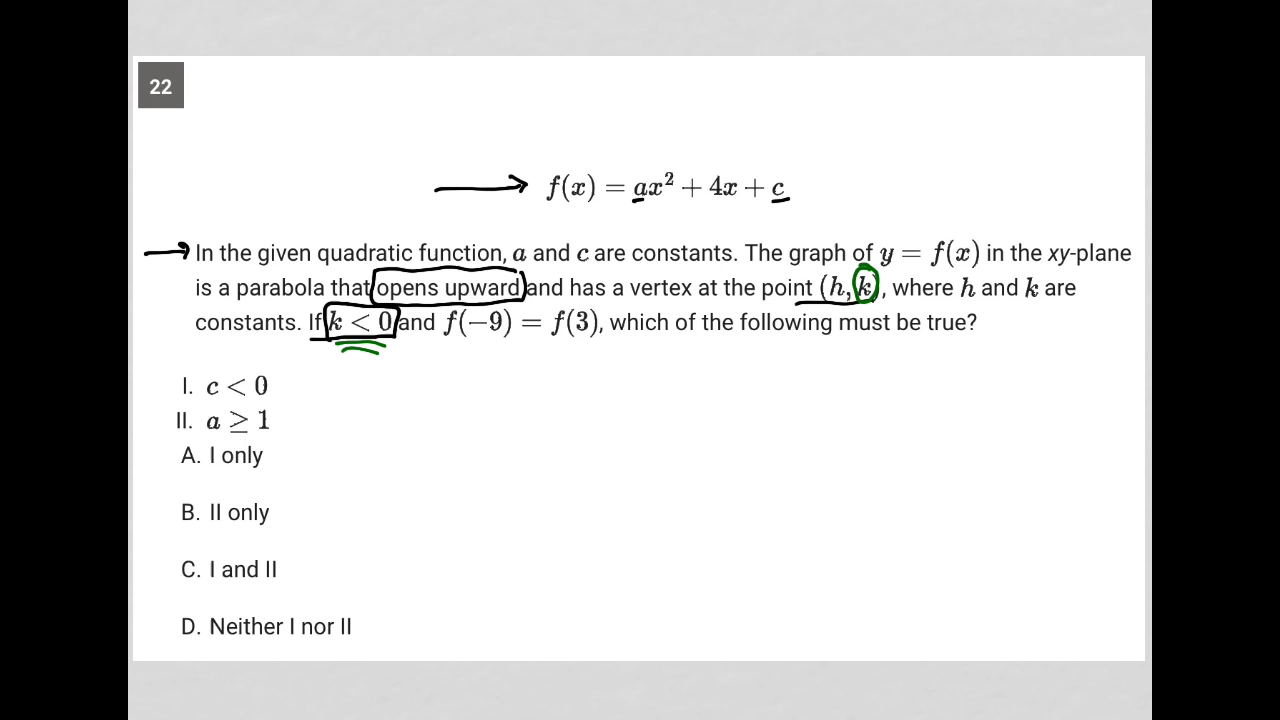 22
f(x) = ax² + 4x + c
In the given quadratic function, a and c are constants. The graph of y = f(x) in the xy-plane
is a parabola that opens upward and has a vertex at the point (h, k), where h and k are
constants. If k < 0 and f(−9) = f(3), which of the following must be true?
I. c < 0
II. a ≥ 1
A. I only
B. II only
C. I and II
D. Neither I nor II